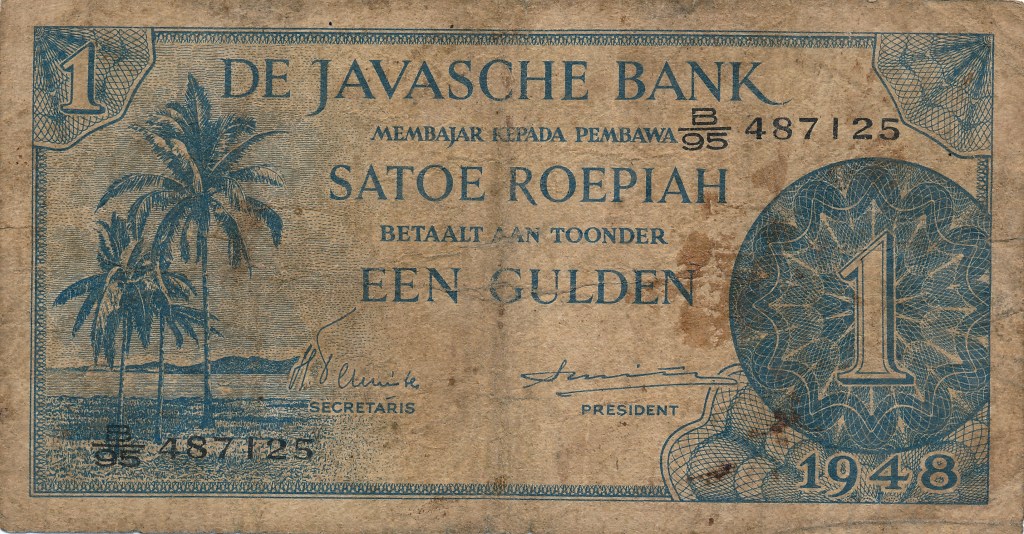 1
DE JAVASCHE BANK
MEMBAJAR KEPADA PEMBAWA
B/95 487125
SATOE ROEPIAH
BETAALT AAN TOONDER
EEN GULDEN
1
SECRETARIS
PRESIDENT
B/95 487125
1948